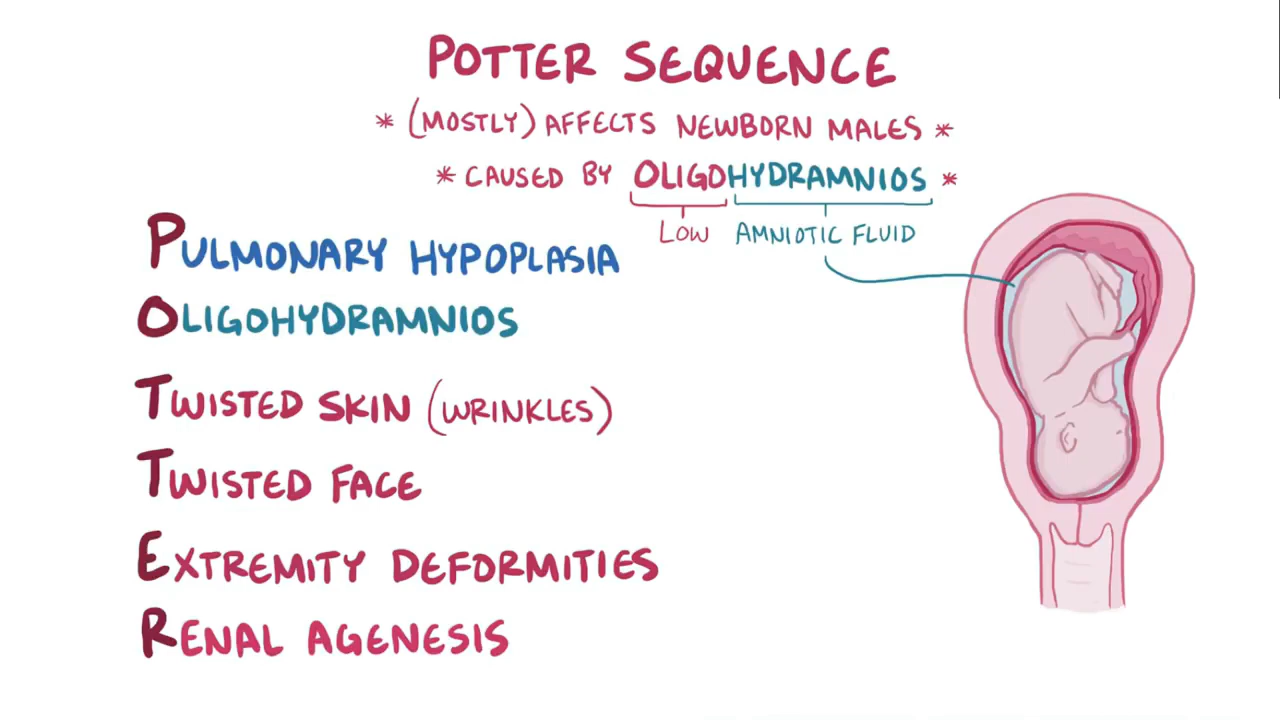 POTTER SEQUENCE
* (MOSTLY) AFFECTS NEWBORN MALES *
* CAUSED BY OLIGOHYDRAMNIOS *
LOW AMNIOTIC FLUID
PULMONARY HYPOPLASIA
OLIGOHYDRAMNIOS
TWISTED SKIN (WRINKLES)
TWISTED FACE
EXTREMITY DEFORMITIES
RENAL AGENESIS